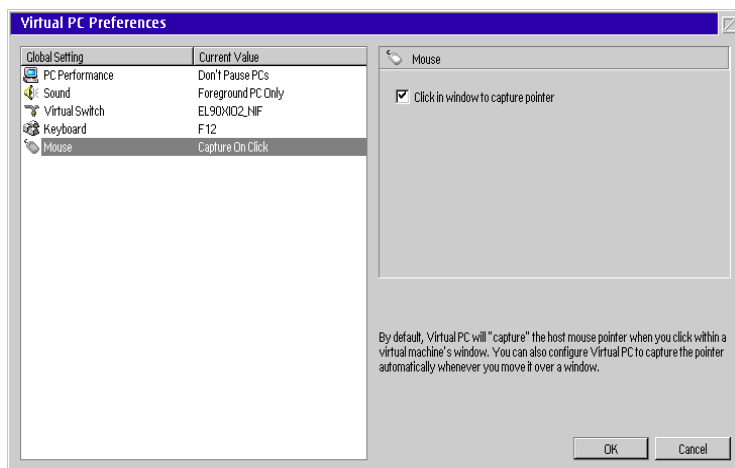 Virtual PC Preferences
Global Setting Current Value
PC Performance Don't Pause PCs
Sound Foreground PC Only
Virtual Switch EL90XIO2_NIF
Keyboard F12
Mouse Capture On Click
Mouse
Click in window to capture pointer
By default, Virtual PC will "capture" the host mouse pointer when you click within a
virtual machine's window. You can also configure Virtual PC to capture the pointer
automatically whenever you move it over a window.
OK Cancel